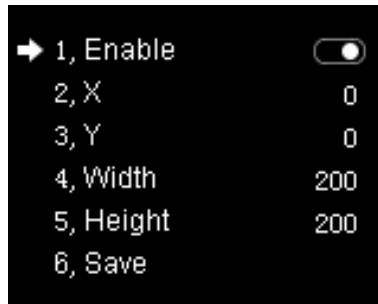 1, Enable
2, X 0
3, Y 0
4, Width 200
5, Height 200
6, Save